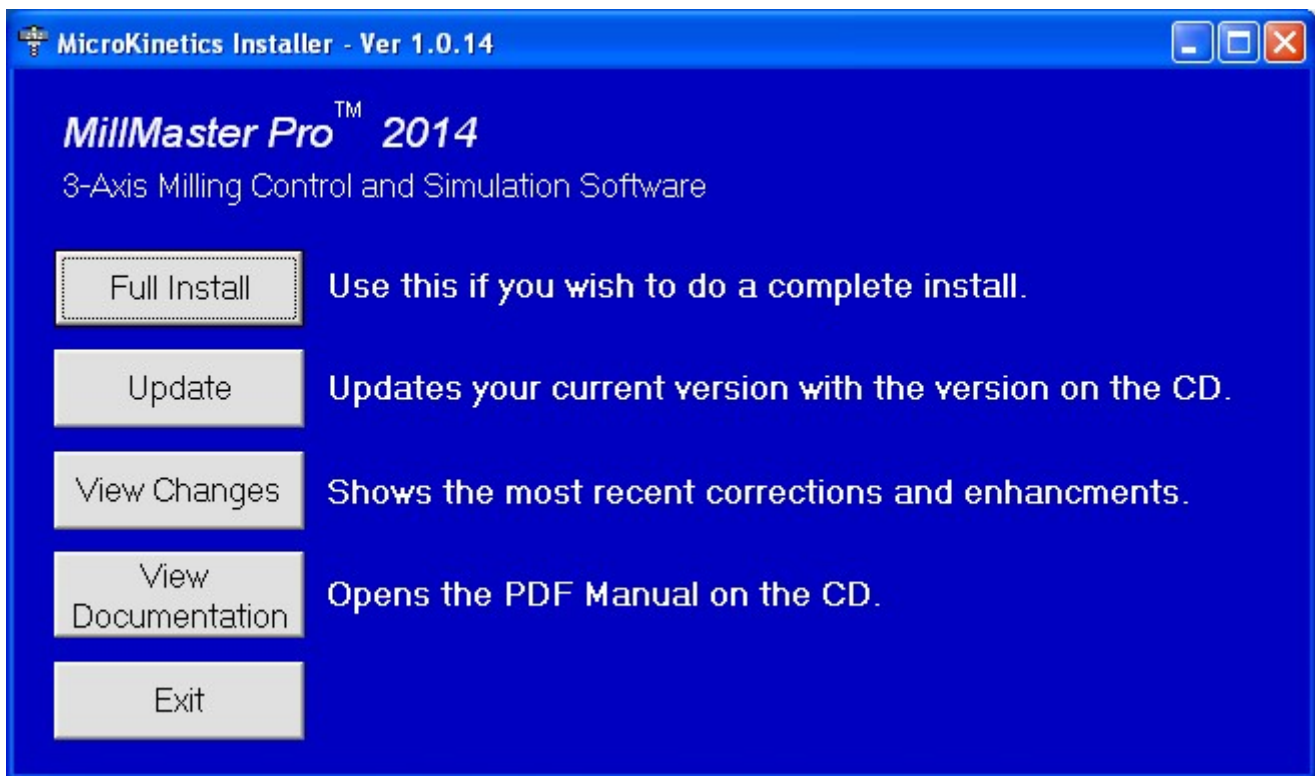 MicroKinetics Installer - Ver 1.0.14
MillMaster Pro™ 2014
3-Axis Milling Control and Simulation Software
Full Install
Use this if you wish to do a complete install.
Update
Updates your current version with the version on the CD.
View Changes
Shows the most recent corrections and enhancments.
View
Documentation
Opens the PDF Manual on the CD.
Exit